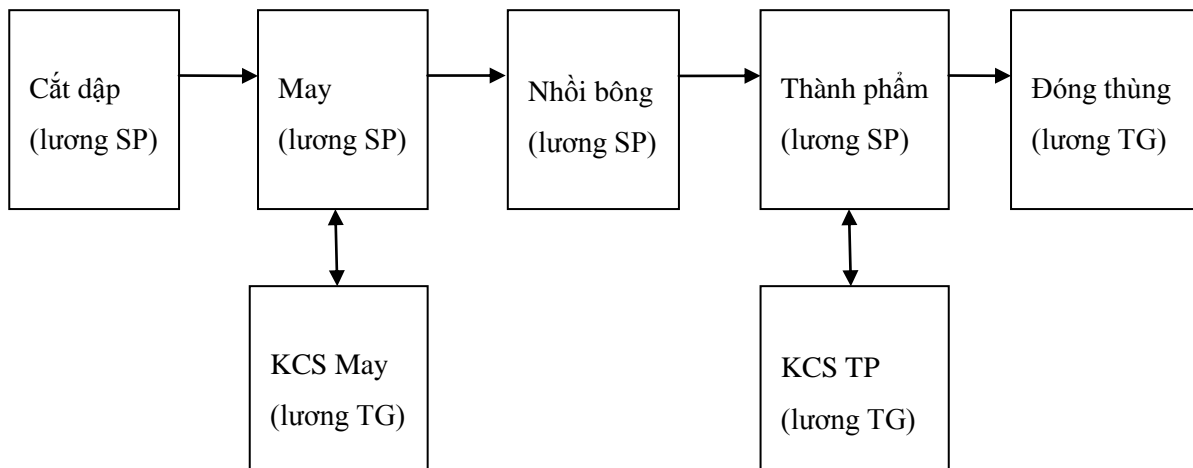 Cắt dập
(lương SP)
May
(lương SP)
Nhồi bông
(lương SP)
Thành phẩm
(lương SP)
Đóng thùng
(lương TG)
KCS May
(lương TG)
KCS TP
(lương TG)